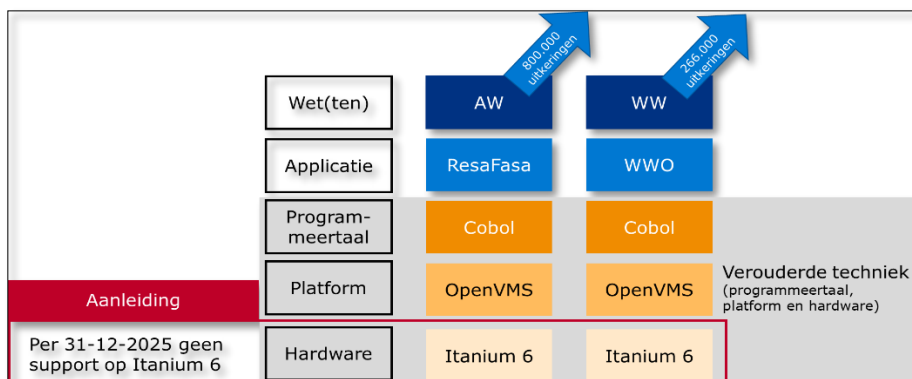 800.000
uitkeringen
266.000
uitkeringen
Wet(ten)
AW
WW
Applicatie
ResaFasa
WWO
Program-
meertaal
Cobol
Cobol
Platform
OpenVMS
OpenVMS
Verouderde techniek
(programmeertaal,
platform en hardware)
Aanleiding
Per 31-12-2025 geen
support op Itanium 6
Hardware
Itanium 6
Itanium 6